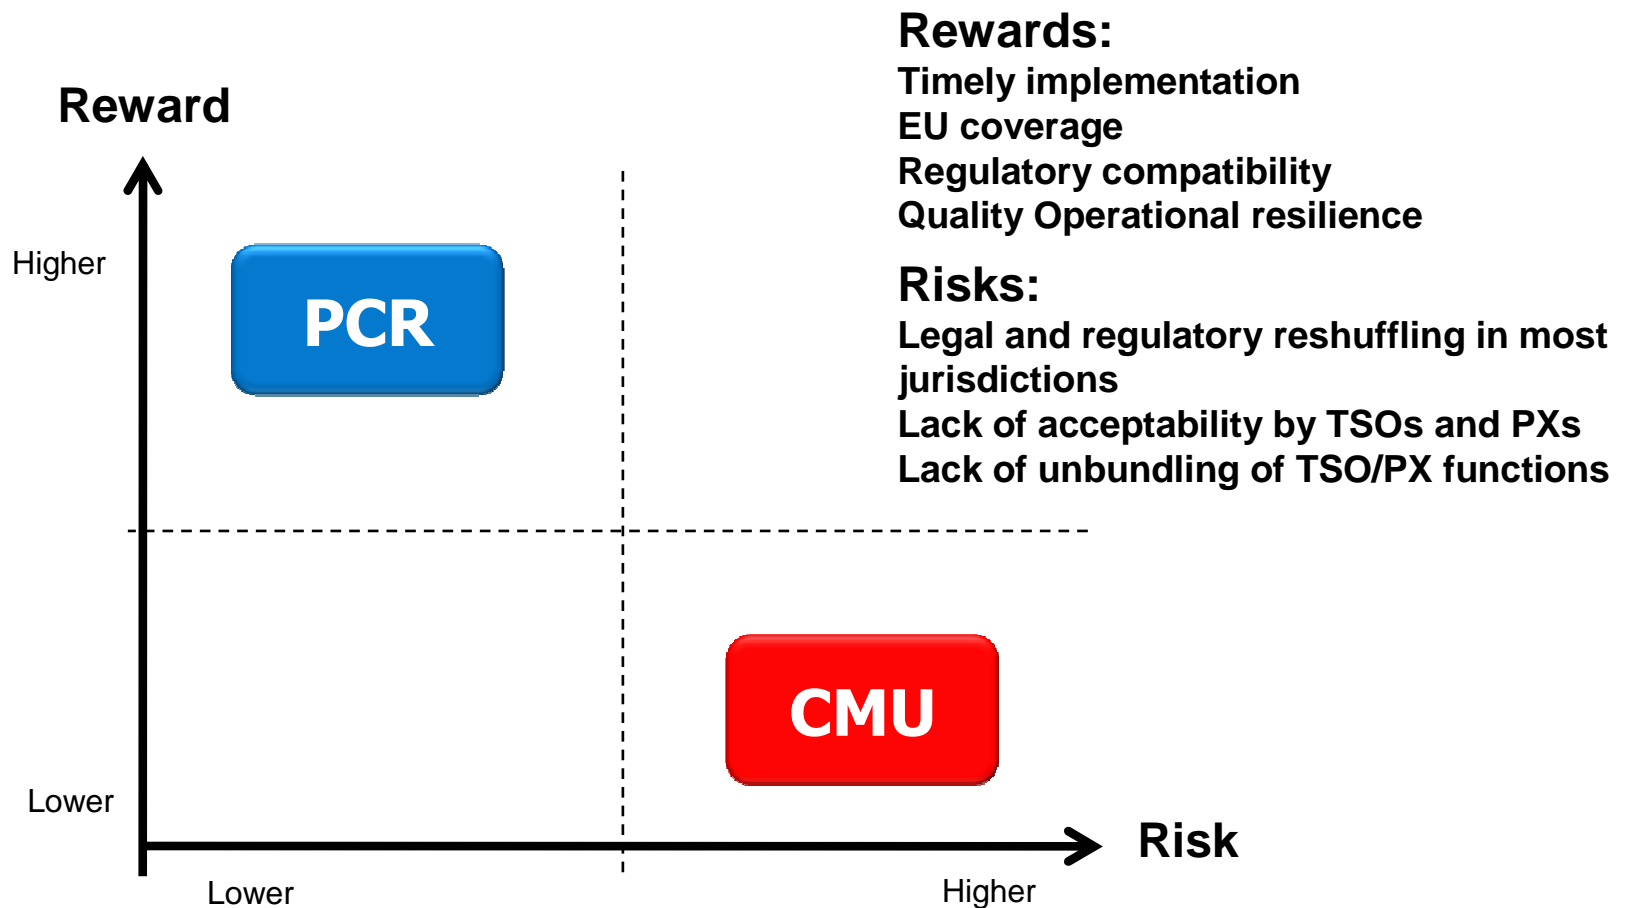 Rewards:
Timely implementation
EU coverage
Regulatory compatibility
Quality Operational resilience
Risks:
Legal and regulatory reshuffling in most
jurisdictions
Lack of acceptability by TSOs and PXs
Lack of unbundling of TSO/PX functions
Reward
Higher
PCR
CMU
Lower
Risk
Lower
Higher